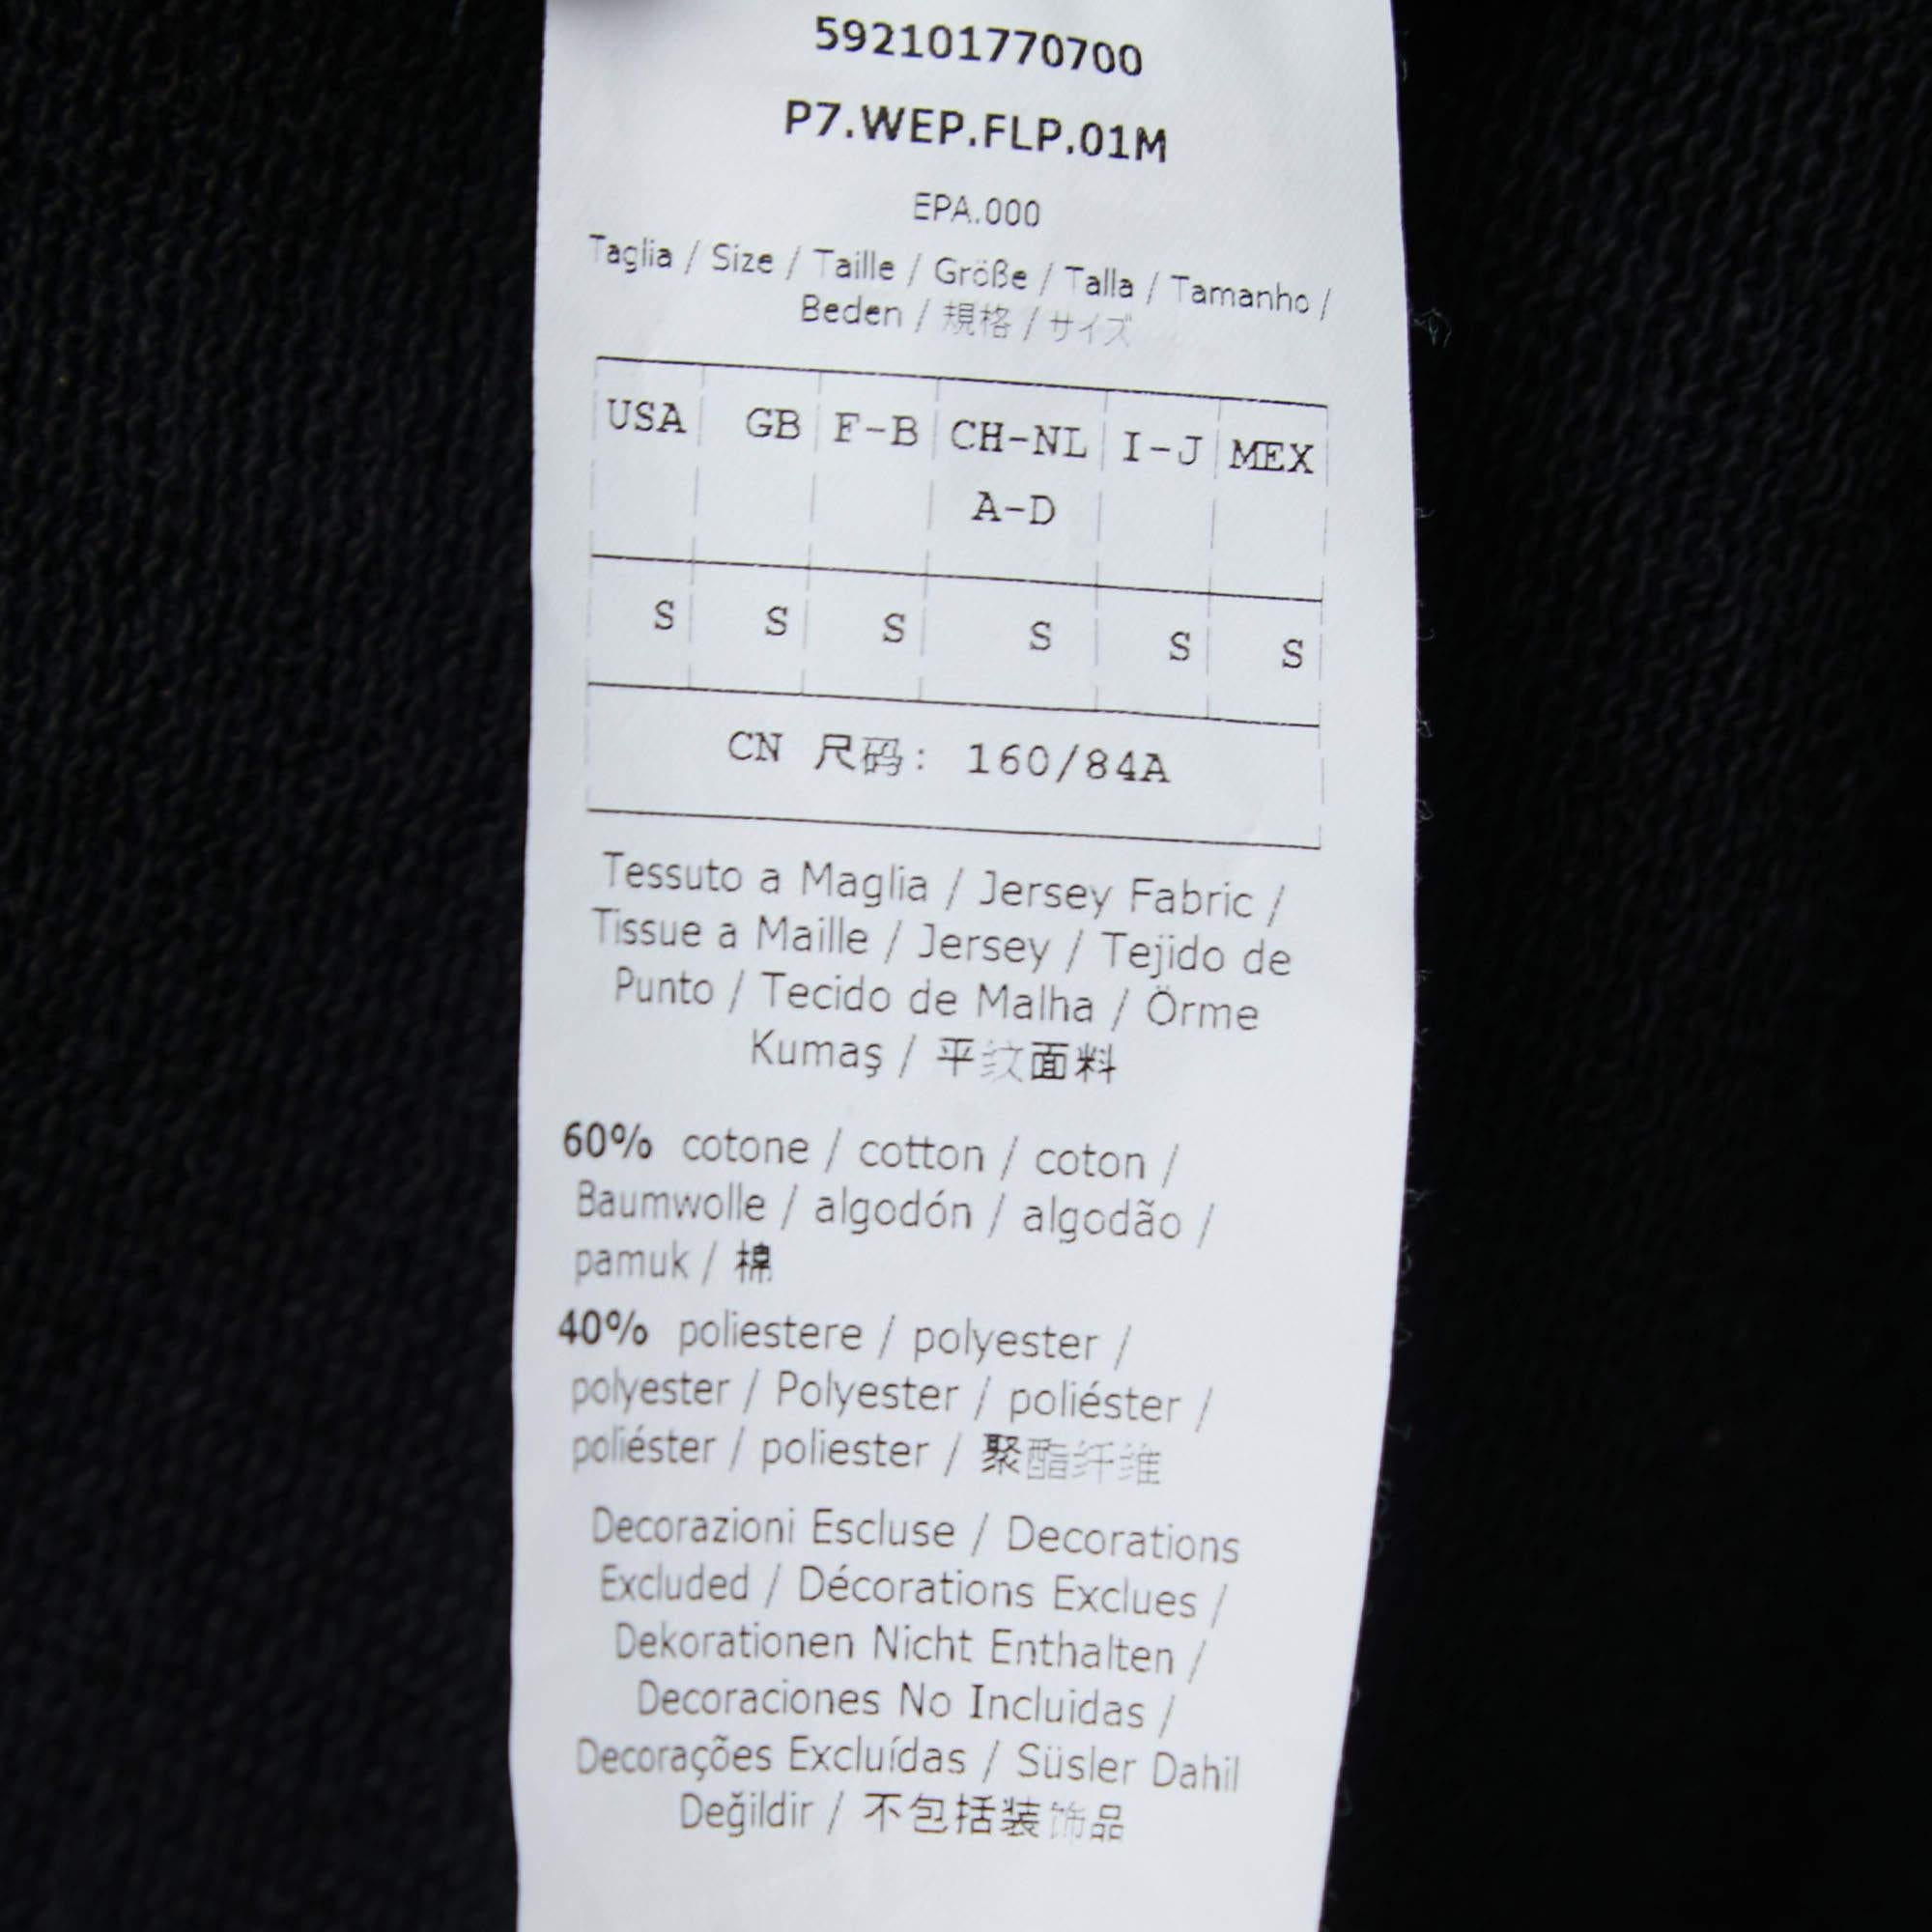 592101770700
P7.WEP.FLP.01M
EPA.000
Taglia / Size / Taille / Größe / Talla / Tamanho /
Beden / 規格 / サイズ
USA GB F-B CH-NL I-J MEX
A-D
S S S S S S
CN 尺码: 160/84A
Tessuto a Maglia / Jersey Fabric /
Tissue a Maille / Jersey / Tejido de
Punto / Tecido de Malha / Örme
Kumaş / 平纹面料
60% cotone / cotton / coton /
Baumwolle / algodón / algodão /
pamuk / 棉
40% poliestere / polyester /
polyester / Polyester / poliéster /
poliéster / poliester / 聚酯纤维
Decorazioni Escluse / Decorations
Excluded / Décorations Exclues /
Dekorationen Nicht Enthalten /
Decoraciones No Incluidas /
Decorações Excluídas / Süsler Dahil
Değildir / 不包括装饰品